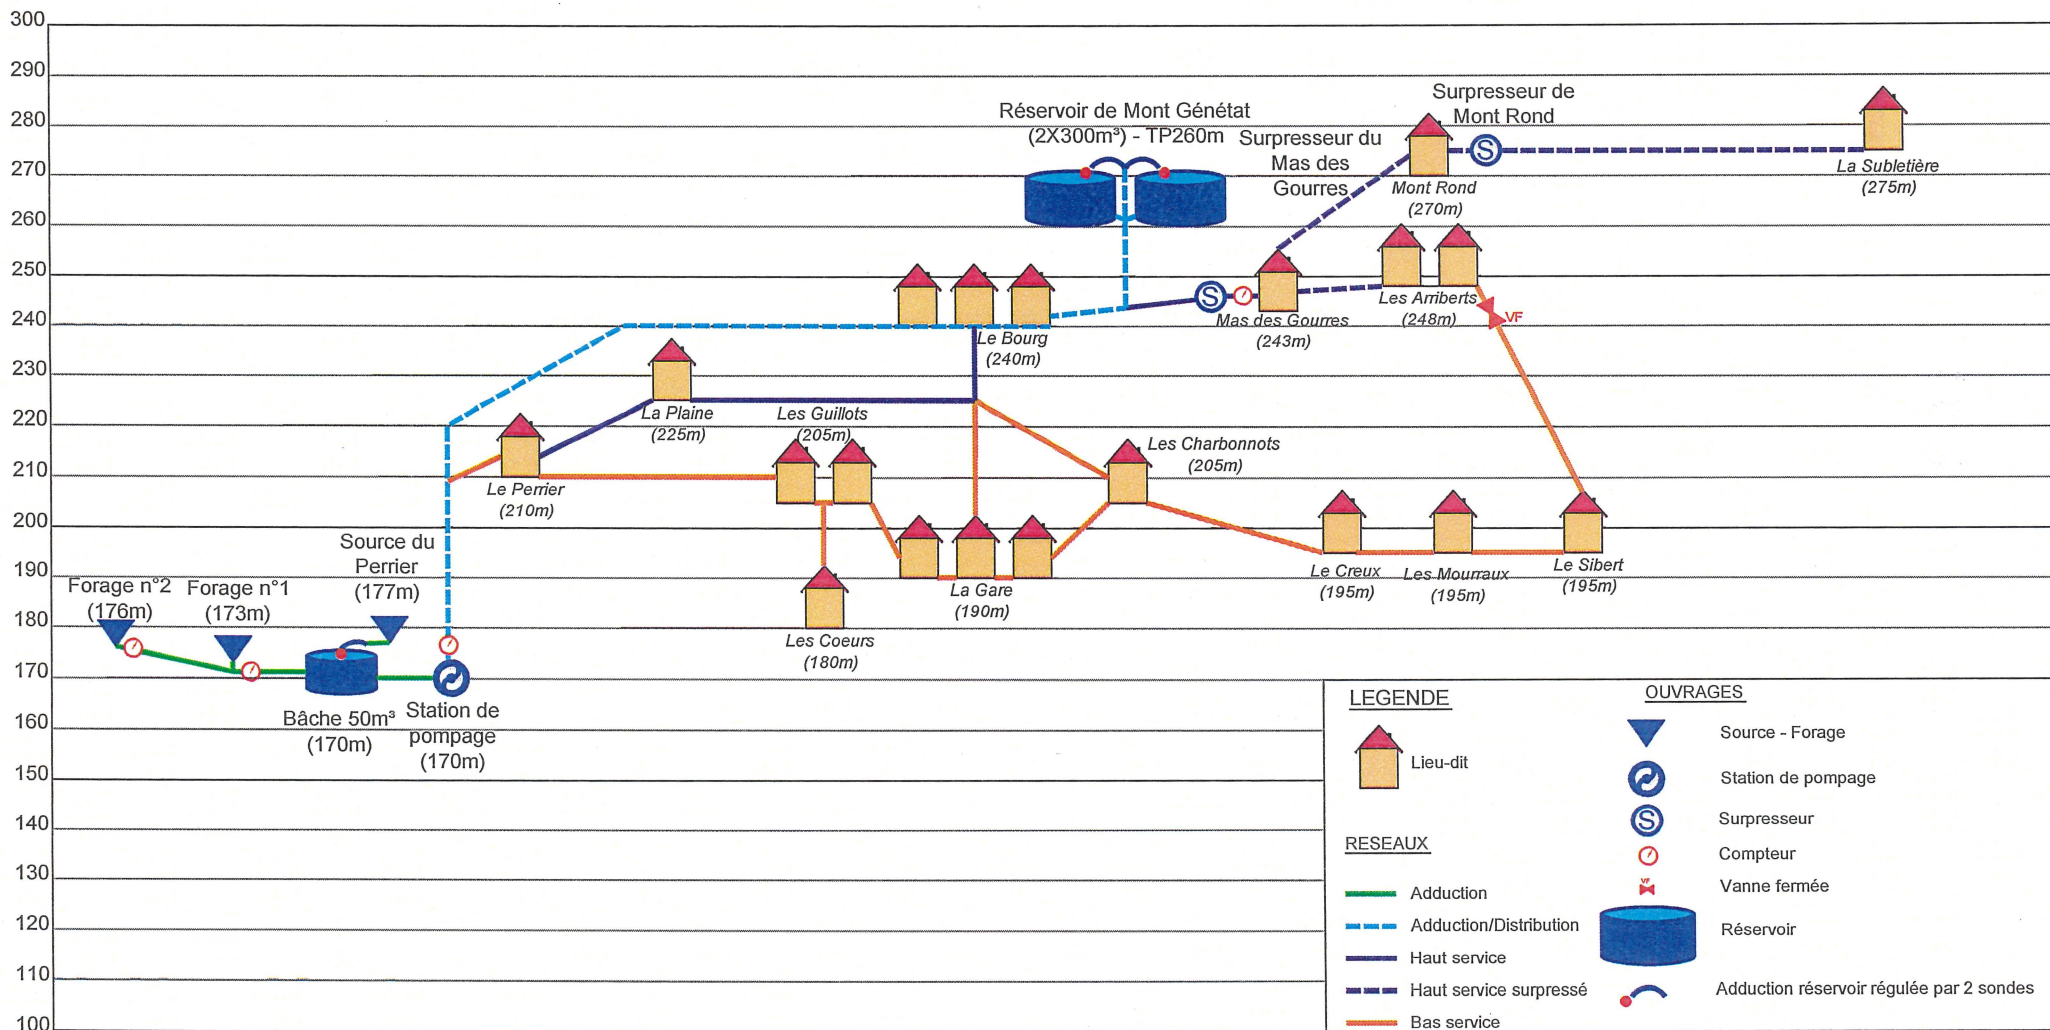 300
290
280
270
260
250
240
230
220
210
200
190
180
170
160
150
140
130
120
110
100
Réservoir de Mont Génétat
(2X300m³) - TP260m
Surpresseur du
Mas des
Gourres
Surpresseur de
Mont Rond
Mont Rond
(270m)
La Subletière
(275m)
Les Arriberts
(248m)
VF
Mas des Gourres
(243m)
Le Bourg
(240m)
La Plaine
(225m)
Les Guillots
(205m)
Les Charbonnots
(205m)
Le Perrier
(210m)
Source du
Perrier
(177m)
Forage n°2
(176m)
Forage n°1
(173m)
Bâche 50m³
(170m)
Station de
pompage
(170m)
Les Coeurs
(180m)
La Gare
(190m)
Le Creux
(195m)
Les Mourraux
(195m)
Le Sibert
(195m)
LEGENDE
Lieu-dit
RESEAUX
Adduction
Adduction/Distribution
Haut service
Haut service surpressé
Bas service
OUVRAGES
Source - Forage
Station de pompage
S
Surpresseur
Compteur
VF
Vanne fermée
Réservoir
Adduction réservoir régulée par 2 sondes
S
S